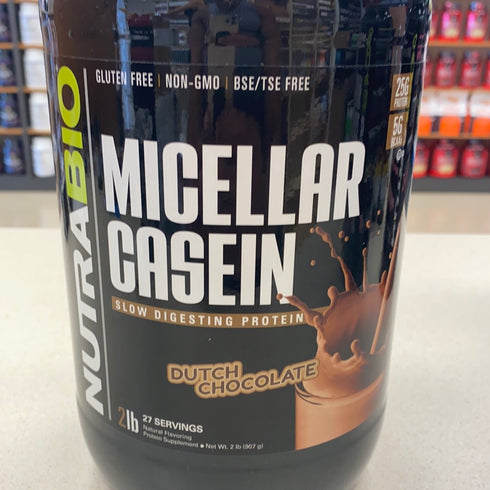 GLUTEN FREE | NON-GMO | BSE/TSE FREE
25G
PROTEIN
5G
BCAAs
NUTRABIO
MICELLAR
CASEIN
SLOW DIGESTING PROTEIN
DUTCH
CHOCOLATE
2lb
27 SERVINGS
Natural Flavoring
Protein Supplement • Net Wt. 2 lb (907 g)